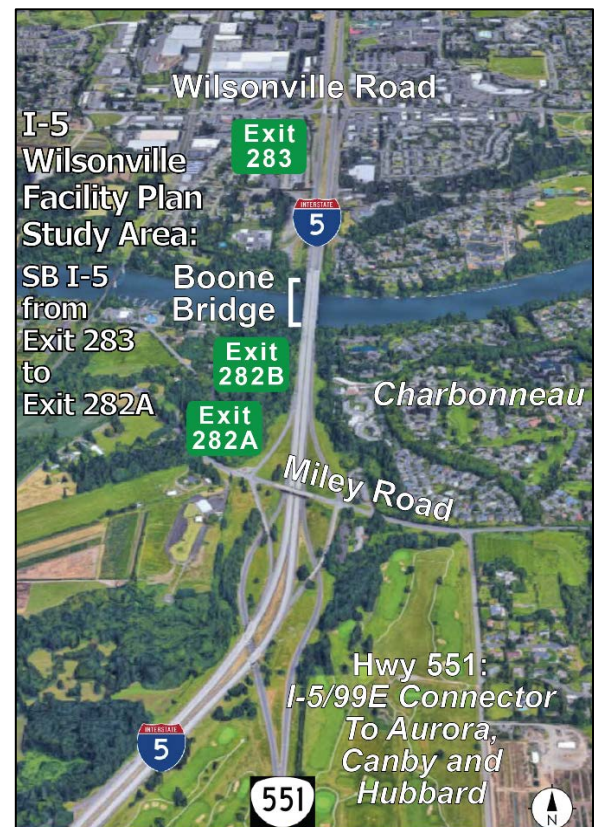 Wilsonville Road
I-5
Wilsonville
Facility Plan
Study Area:
SB I-5
from
Exit 283
to
Exit 282A
Exit
283
INTERSTATE
5
Boone
Bridge
Exit
282B
Exit
282A
Charbonneau
Miley Road
Hwy 551:
I-5/99E Connector
To Aurora,
Canby and
Hubbard
INTERSTATE
5
551
N